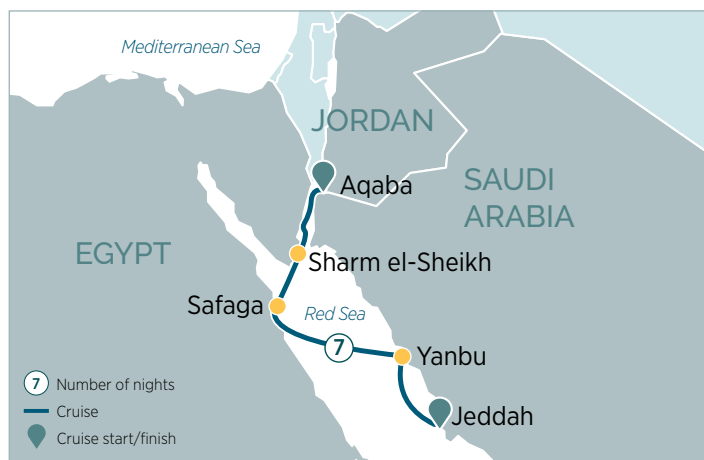 Mediterranean Sea
JORDAN
Aqaba
SAUDI
ARABIA
EGYPT
Sharm el-Sheikh
Safaga
Red Sea
7
Yanbu
7 Number of nights
Cruise
Jeddah
Cruise start/finish